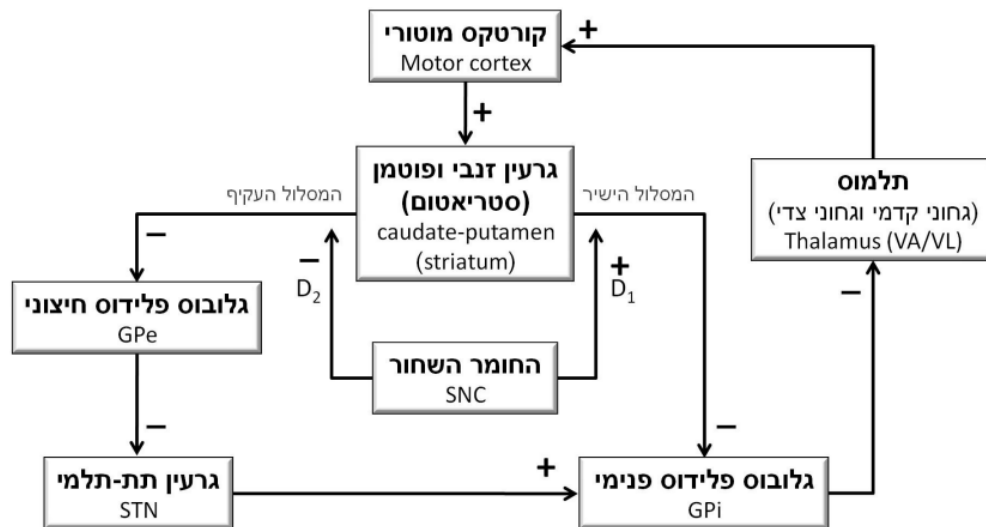 קורטקס מוטורי
Motor cortex
+
+
גרעין זנבי ופוטמן
(סטריאטום)
caudate-putamen
(striatum)
המסלול העקיף
המסלול הישיר
תלמוס
(גחוני קדמי וגחוני צדי)
Thalamus (VA/VL)
−
−
D2
+
D1
−
גלובוס פלידוס חיצוני
GPe
החומר השחור
SNC
−
−
גרעין תת-תלמי
STN
+
גלובוס פלידוס פנימי
GPi